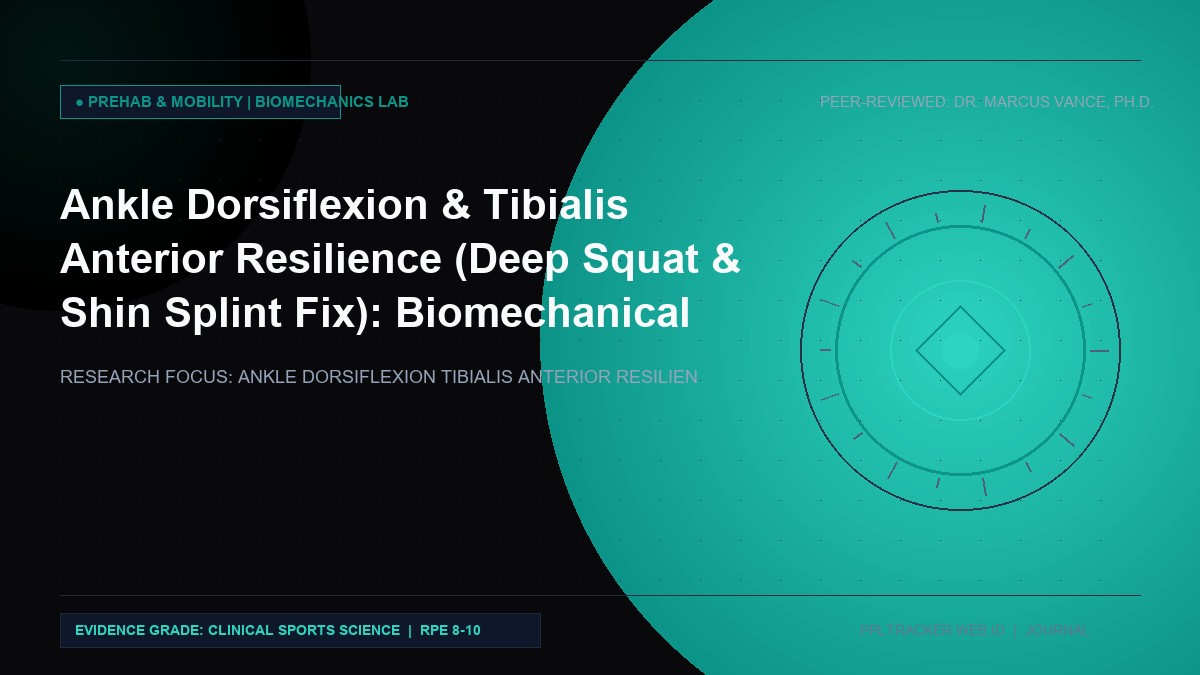 ● PREHAB & MOBILITY | BIOMECHANICS LAB
PEER-REVIEWED: DR. MARCUS VANCE, PH.D.
Ankle Dorsiflexion & Tibialis
Anterior Resilience (Deep Squat &
Shin Splint Fix): Biomechanical
RESEARCH FOCUS: ANKLE DORSIFLEXION TIBIALIS ANTERIOR RESILIEN
EVIDENCE GRADE: CLINICAL SPORTS SCIENCE | RPE 8-10
PPLTRACKER.WEB.ID | JOURNAL